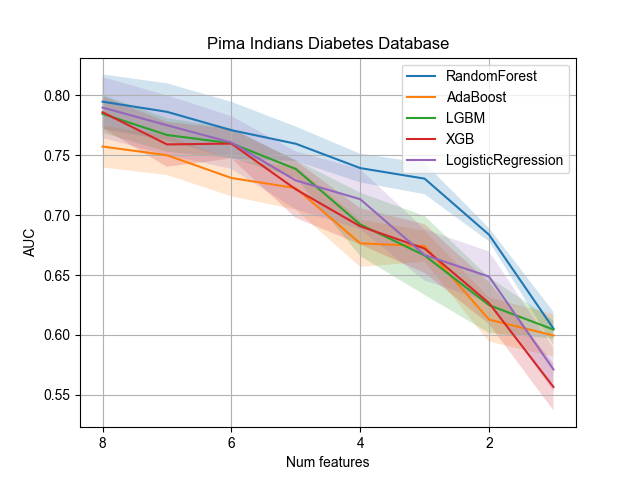 Pima Indians Diabetes Database
RandomForest
AdaBoost
LGBM
XGB
LogisticRegression
0.80
0.75
0.70
0.65
0.60
0.55
AUC
8
6
4
2
Num features